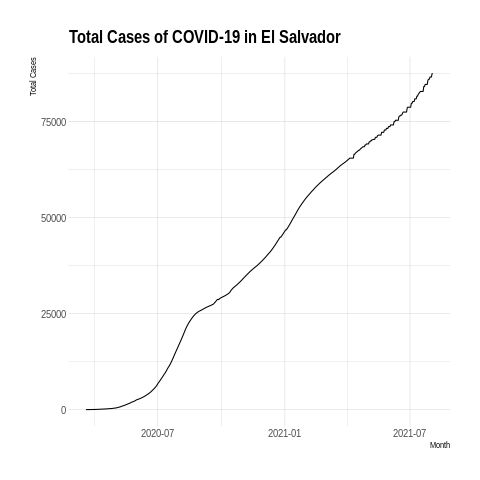 Total Cases of COVID-19 in El Salvador
Total Cases
75000
50000
25000
0
2020-07
2021-01
2021-07
Month